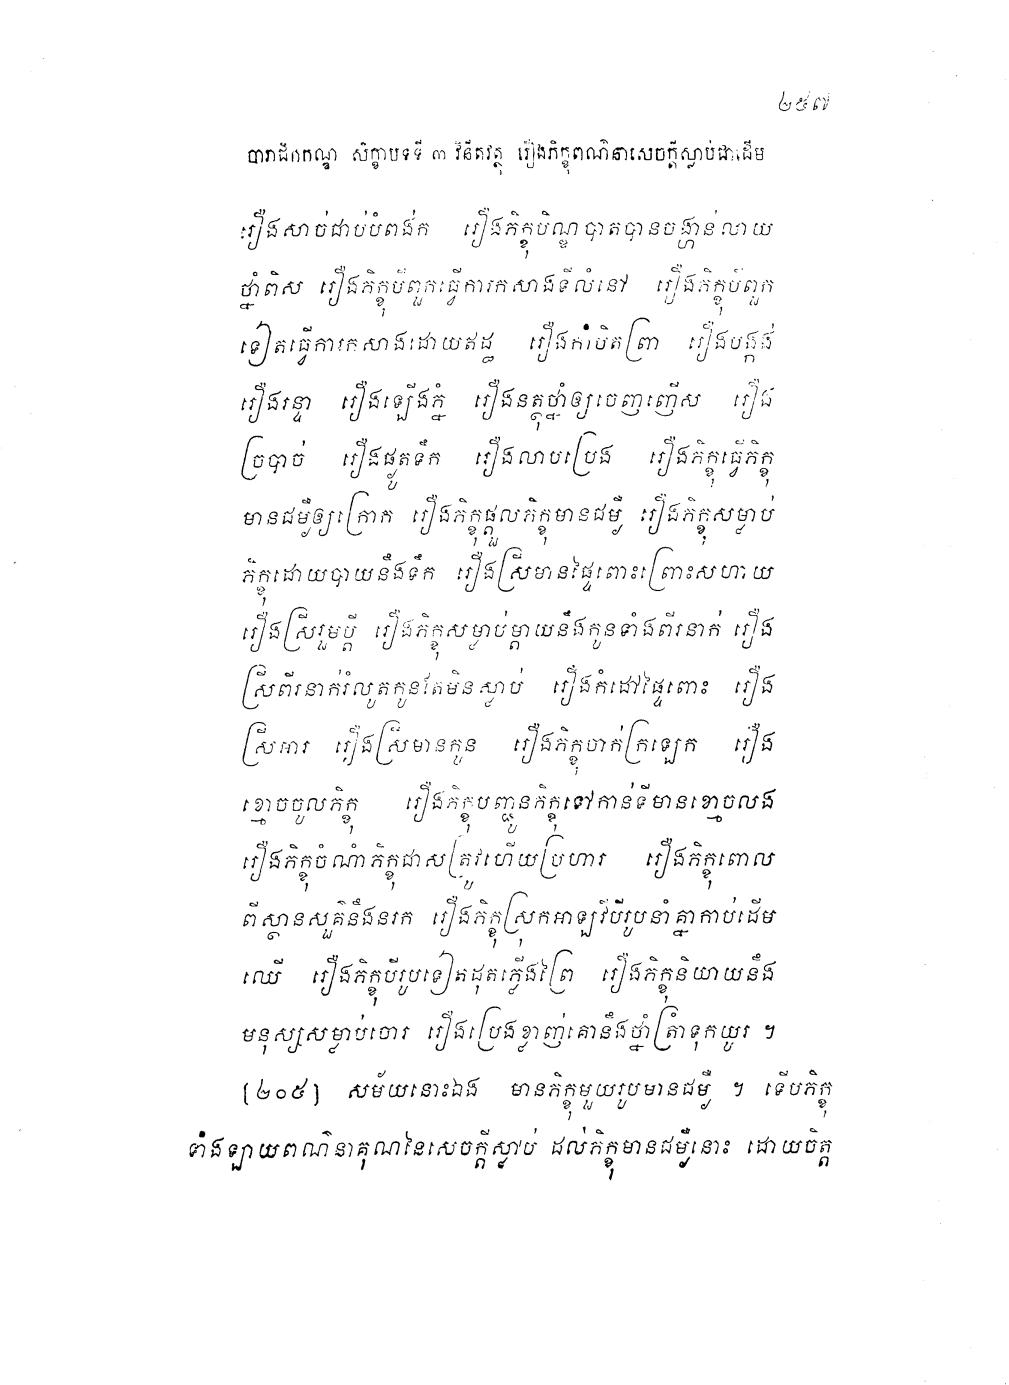 ២៥៧
បារាជិកកណ្ឌ សិក្ខាបទទី ៣ វិនីតវត្ថុ រឿងភិក្ខុពណ៌នាសេចក្តីស្លាប់ជាដើម
រឿងសាច់ជាប់បំពង់ក រឿងភិក្ខុបិណ្ឌបាតបានចង្ហាន់លាយ
ថ្នាំពិស រឿងភិក្ខុបីពួកធ្វើការកសាងទីលំនៅ រឿងភិក្ខុបីពួក
ទៀតធ្វើការកសាងដោយឥដ្ឋ រឿងកាំបិតព្រា រឿងបង្កង់
រឿងរន្ទា រឿងឡើងភ្នំ រឿងនត្ថុថ្នាំឲ្យចេញញើស រឿង
ច្របាច់ រឿងផ្លូតទឹក រឿងលាបប្រេង រឿងភិក្ខុធ្វើភិក្ខុ
មានជម្ងឺឲ្យក្រោក រឿងភិក្ខុផ្តួលភិក្ខុមានជម្ងឺ រឿងភិក្ខុសម្លាប់
ភិក្ខុដោយបាយនឹងទឹក រឿងស្រីមានផ្ទៃពោះព្រោះសហាយ
រឿងស្រីរួមប្តី រឿងភិក្ខុសម្លាប់ម្តាយនឹងកូនទាំងពីរនាក់ រឿង
ស្រីពីរនាក់រំលូតកូនតែមិនស្លាប់ រឿងកំដៅផ្ទៃពោះ រឿង
ស្រីអារ រឿងស្រីមានកូន រឿងភិក្ខុចាក់ក្រឡេក រឿង
ខ្មោចចូលភិក្ខុ រឿងភិក្ខុបញ្ជូនភិក្ខុទៅកាន់ទីមានខ្មោចលង
រឿងភិក្ខុចំណាំភិក្ខុជាសត្រូវហើយប្រហារ រឿងភិក្ខុពោល
ពីស្ថានសួគ៌នឹងនរក រឿងភិក្ខុស្រុកអាឡវីបីរូបនាំគ្នាកាប់ដើម
ឈើ រឿងភិក្ខុបីរូបទៀតដុតភ្លើងព្រៃ រឿងភិក្ខុនិយាយនឹង
មនុស្សសម្លាប់ចោរ រឿងប្រេងខ្លាញ់គោនឹងថ្នាំត្រាំទុកយូរ ។
[២០៥] សម័យនោះឯង មានភិក្ខុមួយរូបមានជម្ងឺ ។ ទើបភិក្ខុ
ទាំងឡាយពណ៌នាគុណនៃសេចក្តីស្លាប់ ដល់ភិក្ខុមានជម្ងឺនោះ ដោយចិត្ត